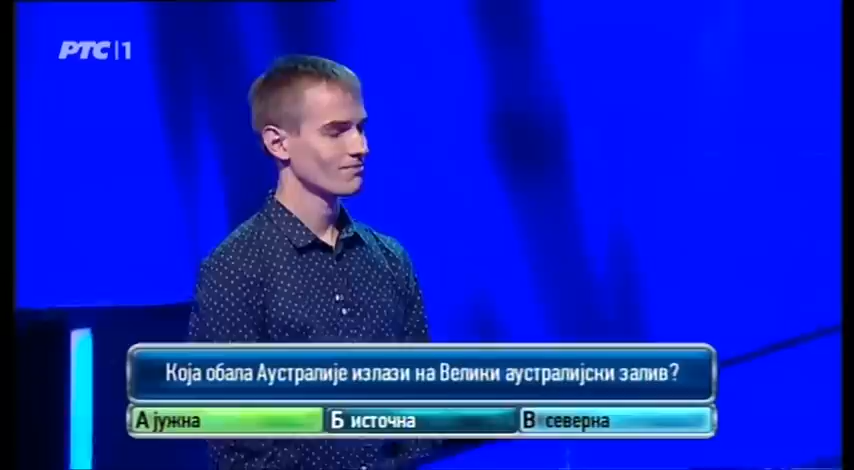 РТС|1
Која обала Аустралије излази на Велики аустралијски залив?
А јужна
Б источна
В северна